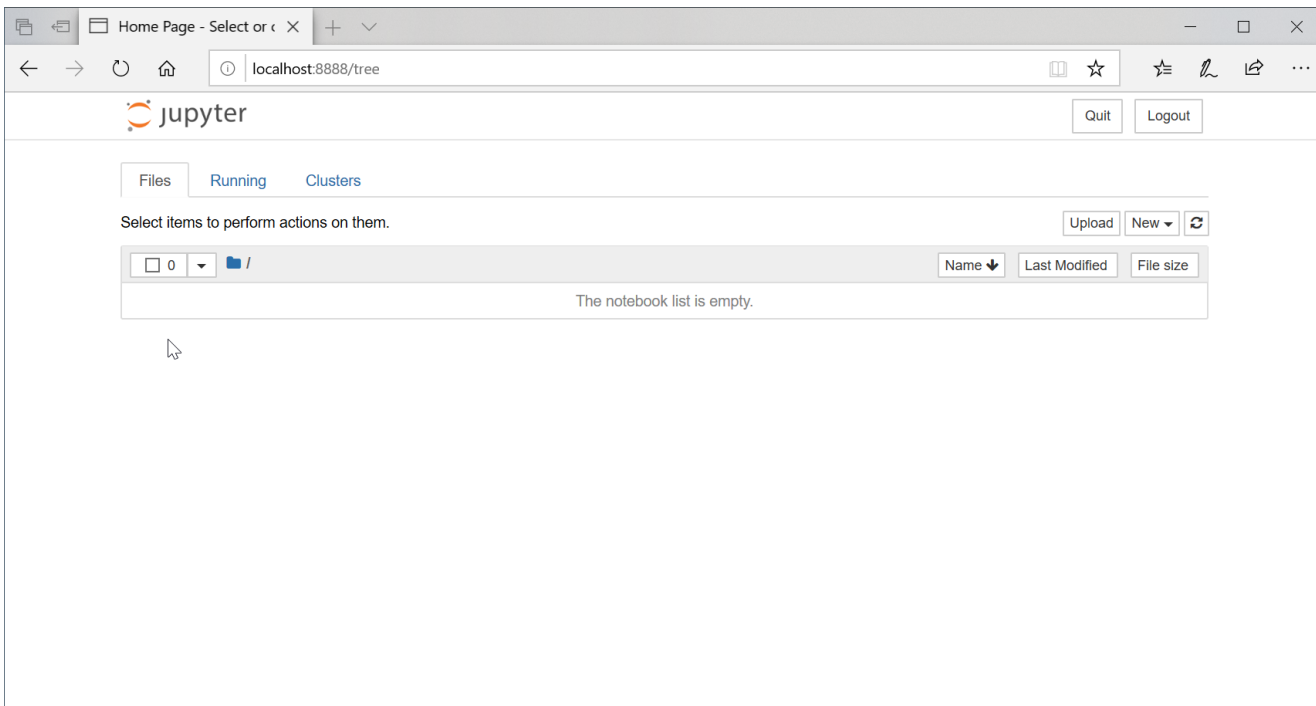 Home Page - Select or c
localhost:8888/tree
jupyter
Quit Logout
Files Running Clusters
Select items to perform actions on them.
Upload New
0 /
Name Last Modified File size
The notebook list is empty.